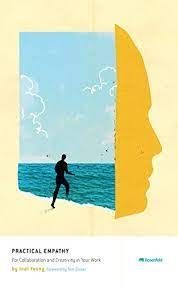 PRACTICAL EMPATHY
For Collaboration and Creativity in Your Work
by Indi Young
Rosenfeld